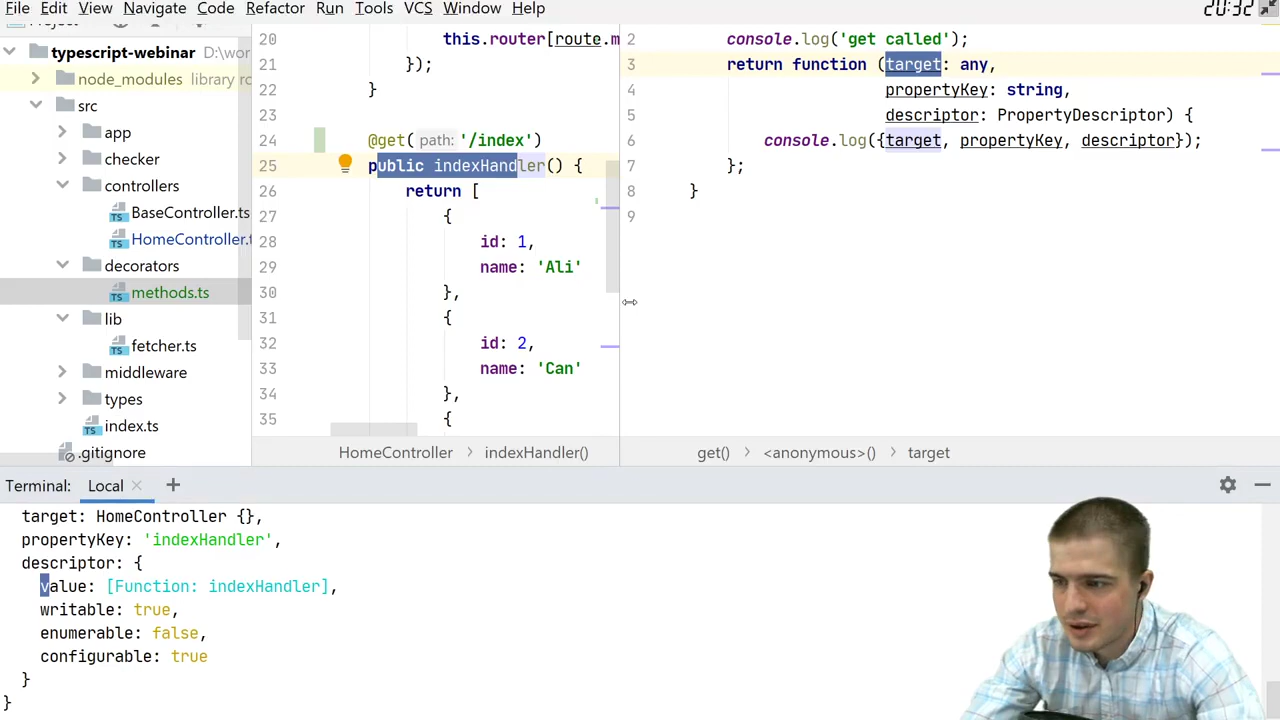 File Edit View Navigate Code Refactor Run Tools VCS Window Help
20:32
typescript-webinar D:\wor
node_modules library ro
src
app
checker
controllers
BaseController.ts
HomeController.t
decorators
methods.ts
lib
fetcher.ts
middleware
types
index.ts
.gitignore
20 this.router[route.m
21 });
22 }
23
24 @get( path: '/index')
25 public indexHandler() {
26 return [
27 {
28 id: 1,
29 name: 'Ali'
30 },
31 {
32 id: 2,
33 name: 'Can'
34 },
35 {
HomeController > indexHandler()
2 console.log('get called');
3 return function (target: any,
4 propertyKey: string,
5 descriptor: PropertyDescriptor) {
6 console.log({target, propertyKey, descriptor});
7 };
8 }
9
get() > <anonymous>() > target
Terminal: Local × +
target: HomeController {},
propertyKey: 'indexHandler',
descriptor: {
value: [Function: indexHandler],
writable: true,
enumerable: false,
configurable: true
}
}